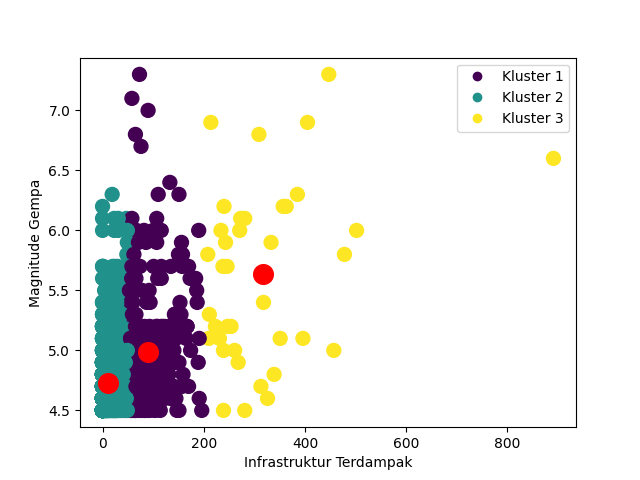 Kluster 1
Kluster 2
Kluster 3
7.0
6.5
6.0
5.5
5.0
4.5
Magnitude Gempa
0 200 400 600 800
Infrastruktur Terdampak